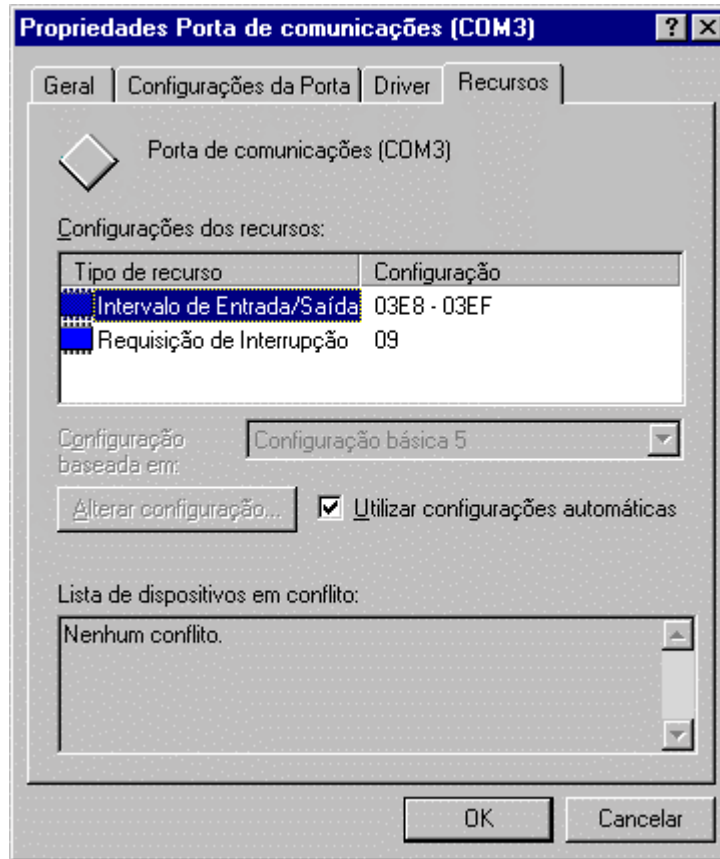 Propriedades Porta de comunicações (COM3)
Geral Configurações da Porta Driver Recursos
Porta de comunicações (COM3)
Configurações dos recursos:
Tipo de recurso Configuração
Intervalo de Entrada/Saída 03E8 - 03EF
Requisição de Interrupção 09
Configuração baseada em: Configuração básica 5
Alterar configuração... Utilizar configurações automáticas
Lista de dispositivos em conflito:
Nenhum conflito.
OK Cancelar